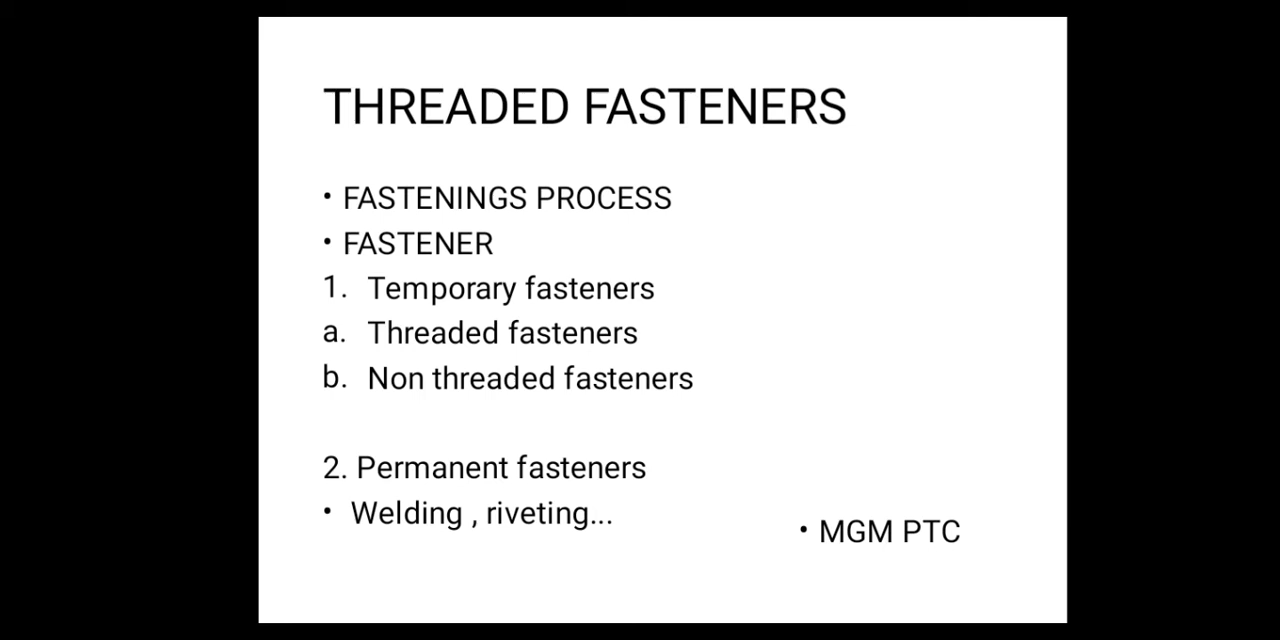 THREADED FASTENERS
• FASTENINGS PROCESS
• FASTENER
1. Temporary fasteners
a. Threaded fasteners
b. Non threaded fasteners
2. Permanent fasteners
• Welding , riveting...
• MGM PTC